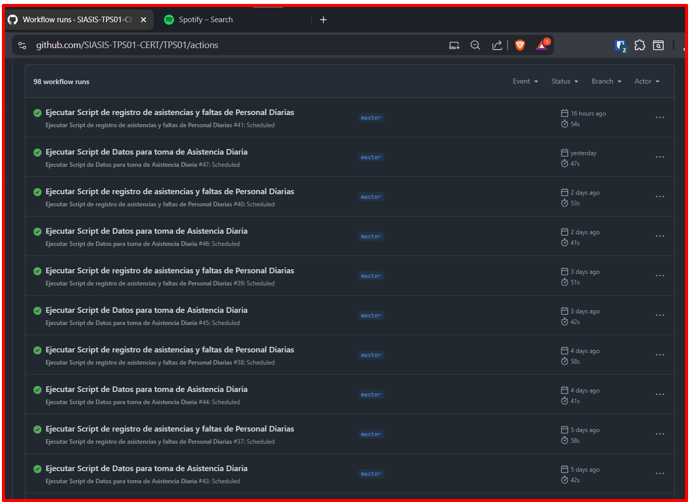 Workflow runs · SIASIS-TPS01-CE
Spotify – Search
github.com/SIASIS-TPS01-CERT/TPS01/actions
98 workflow runs
Event
Status
Branch
Actor
Ejecutar Script de registro de asistencias y faltas de Personal Diarias
Ejecutar Script de registro de asistencias y faltas de Personal Diarias #41: Scheduled
master
16 hours ago
54s
Ejecutar Script de Datos para toma de Asistencia Diaria
Ejecutar Script de Datos para toma de Asistencia Diaria #47: Scheduled
master
yesterday
47s
Ejecutar Script de registro de asistencias y faltas de Personal Diarias
Ejecutar Script de registro de asistencias y faltas de Personal Diarias #40: Scheduled
master
2 days ago
53s
Ejecutar Script de Datos para toma de Asistencia Diaria
Ejecutar Script de Datos para toma de Asistencia Diaria #46: Scheduled
master
2 days ago
41s
Ejecutar Script de registro de asistencias y faltas de Personal Diarias
Ejecutar Script de registro de asistencias y faltas de Personal Diarias #39: Scheduled
master
3 days ago
51s
Ejecutar Script de Datos para toma de Asistencia Diaria
Ejecutar Script de Datos para toma de Asistencia Diaria #45: Scheduled
master
3 days ago
42s
Ejecutar Script de registro de asistencias y faltas de Personal Diarias
Ejecutar Script de registro de asistencias y faltas de Personal Diarias #38: Scheduled
master
4 days ago
58s
Ejecutar Script de Datos para toma de Asistencia Diaria
Ejecutar Script de Datos para toma de Asistencia Diaria #44: Scheduled
master
4 days ago
41s
Ejecutar Script de registro de asistencias y faltas de Personal Diarias
Ejecutar Script de registro de asistencias y faltas de Personal Diarias #37: Scheduled
master
5 days ago
58s
Ejecutar Script de Datos para toma de Asistencia Diaria
Ejecutar Script de Datos para toma de Asistencia Diaria #43: Scheduled
master
5 days ago
42s